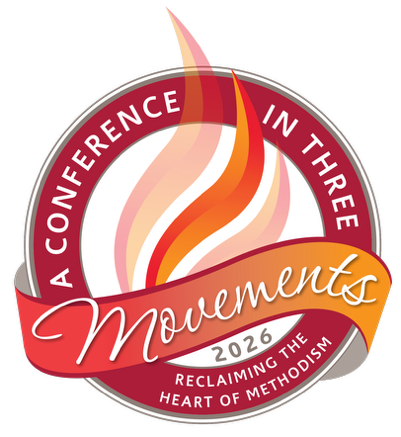 A CONFERENCE IN THREE
Movements
2026
RECLAIMING THE
HEART OF METHODISM